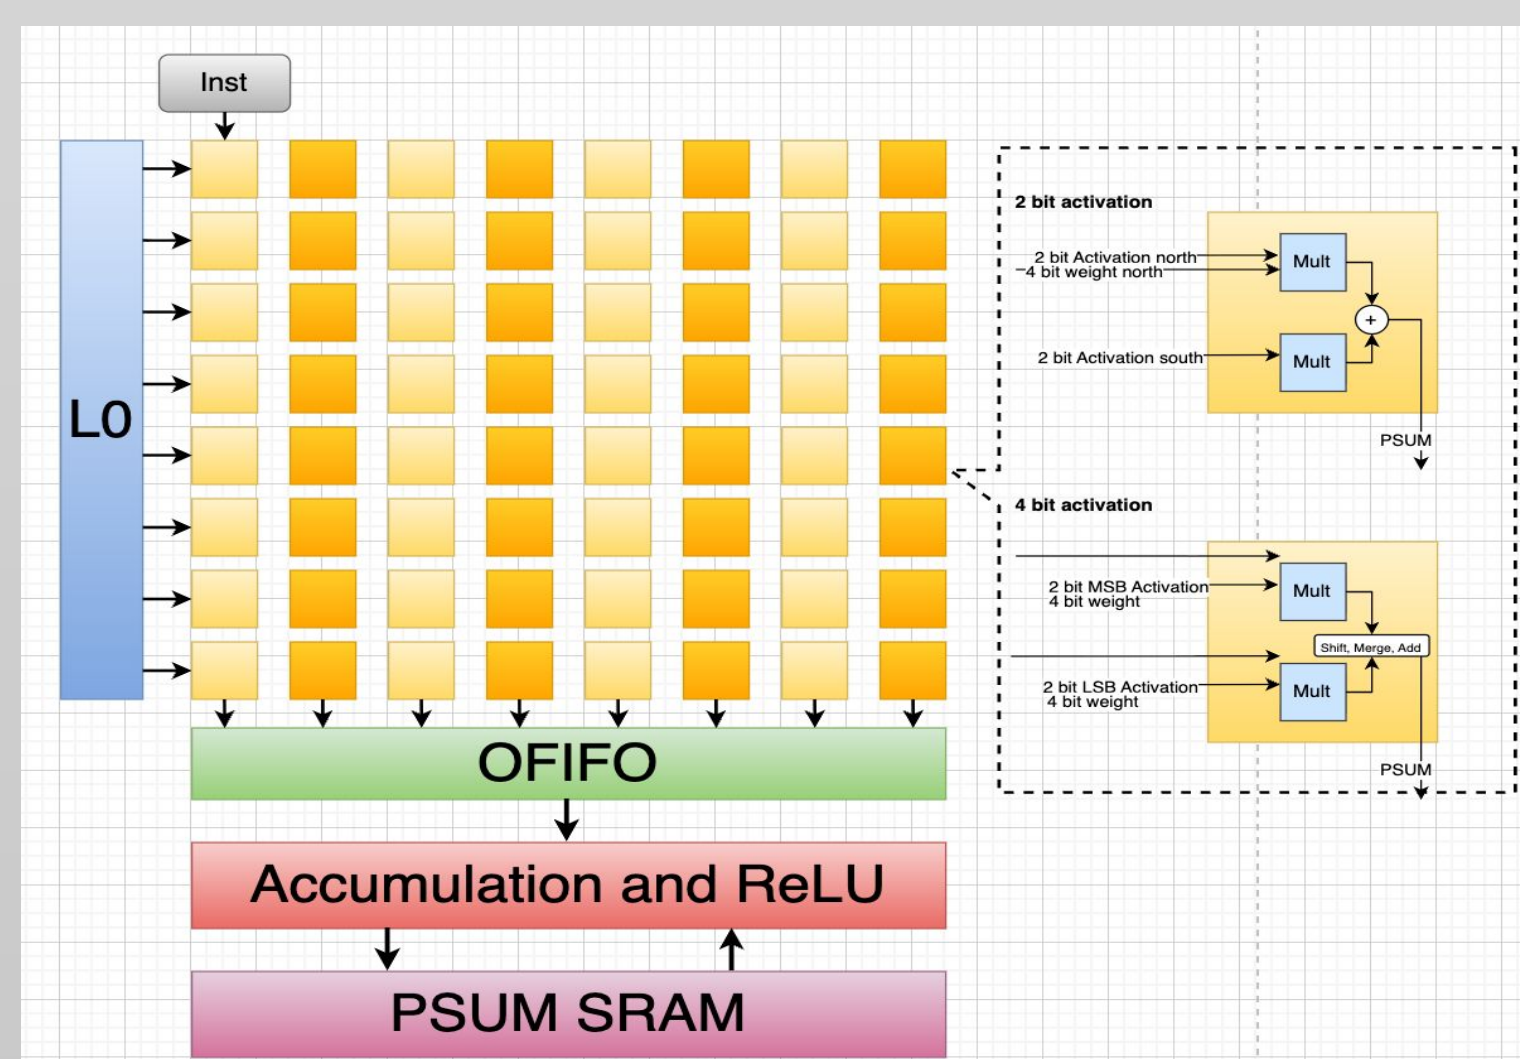 Inst
L0
2 bit activation
2 bit Activation north
4 bit weight north
Mult
+
2 bit Activation south
Mult
PSUM
4 bit activation
2 bit MSB Activation
4 bit weight
Mult
Shift, Merge, Add
2 bit LSB Activation
4 bit weight
Mult
PSUM
OFIFO
Accumulation and ReLU
PSUM SRAM